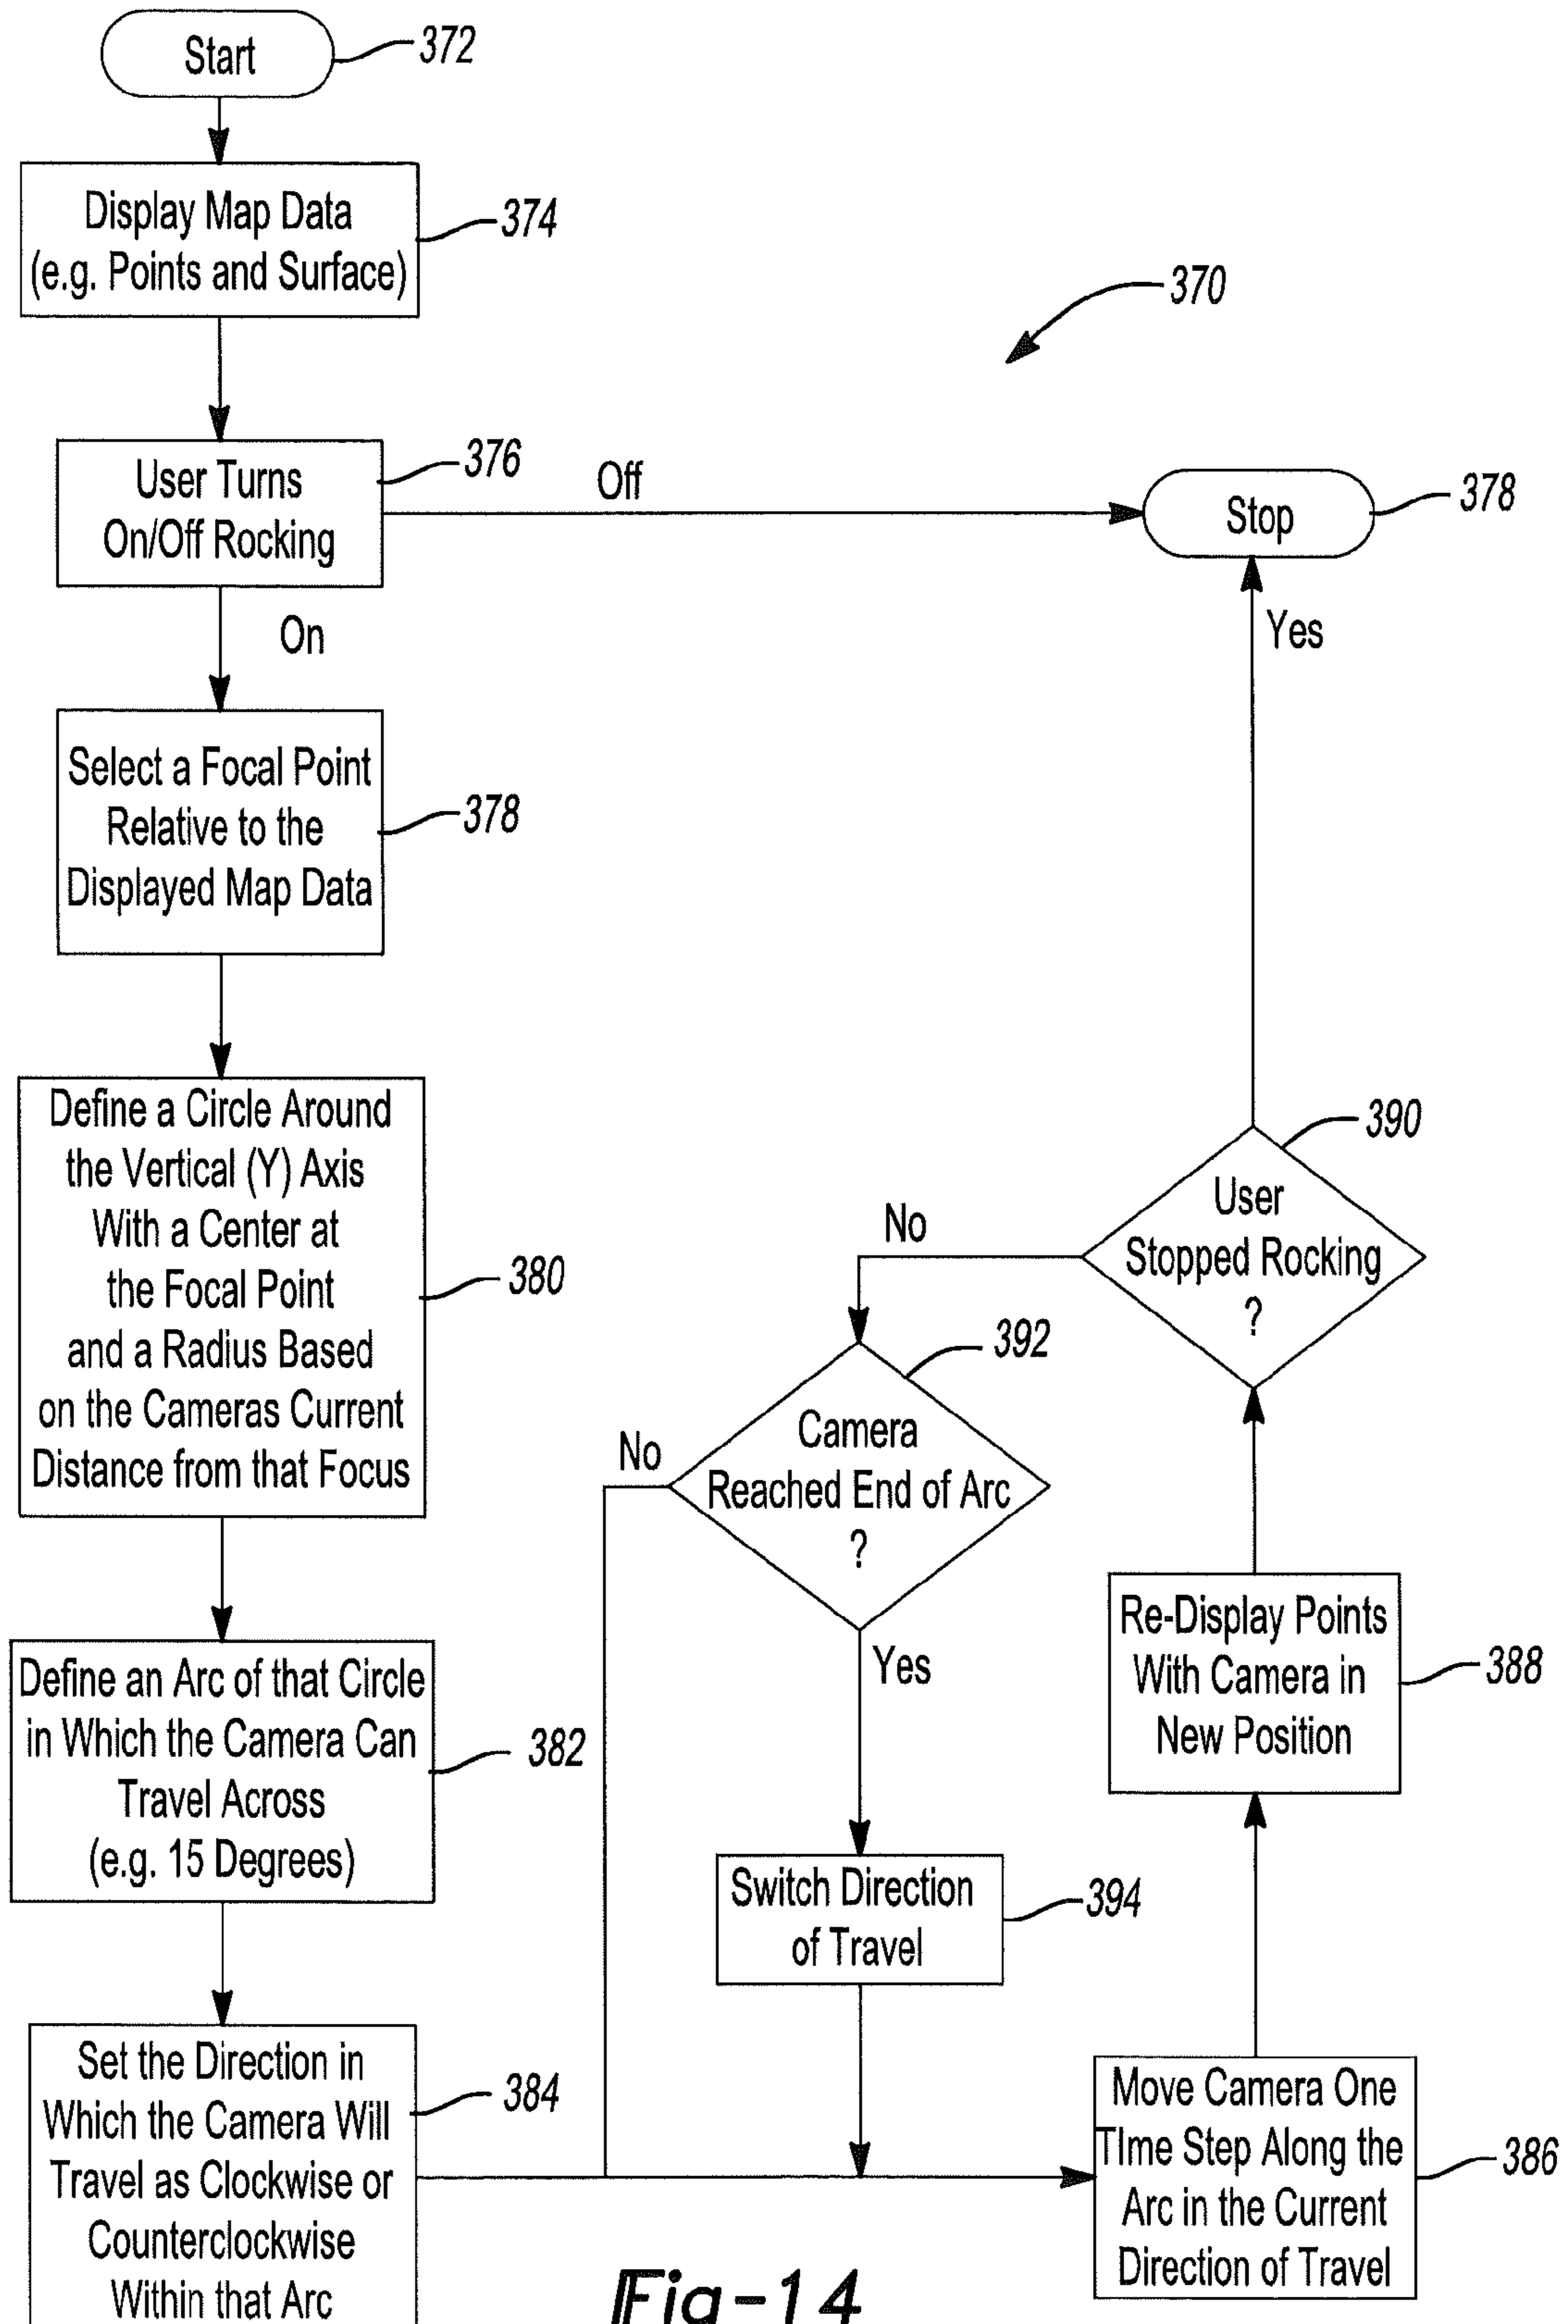 Start
372
Display Map Data
(e.g. Points and Surface)
374
370
User Turns
On/Off Rocking
376
Off
Stop
378
On
Yes
Select a Focal Point
Relative to the
Displayed Map Data
378
Define a Circle Around
the Vertical (Y) Axis
With a Center at
the Focal Point
and a Radius Based
on the Cameras Current
Distance from that Focus
380
User
Stopped Rocking
?
390
No
Camera
Reached End of Arc
?
392
No
Yes
Define an Arc of that Circle
in Which the Camera Can
Travel Across
(e.g. 15 Degrees)
382
Switch Direction
of Travel
394
Re-Display Points
With Camera in
New Position
388
Set the Direction in
Which the Camera Will
Travel as Clockwise or
Counterclockwise
Within that Arc
384
Move Camera One
TIme Step Along the
Arc in the Current
Direction of Travel
386
Fig-14